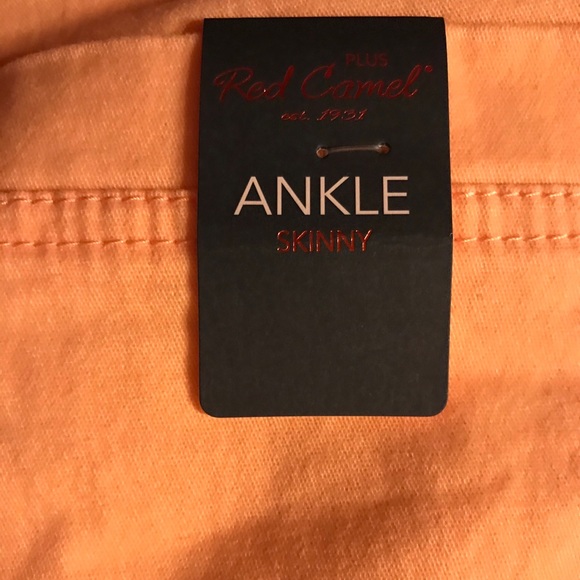 PLUS
Red Camel®
est. 1931
ANKLE
SKINNY